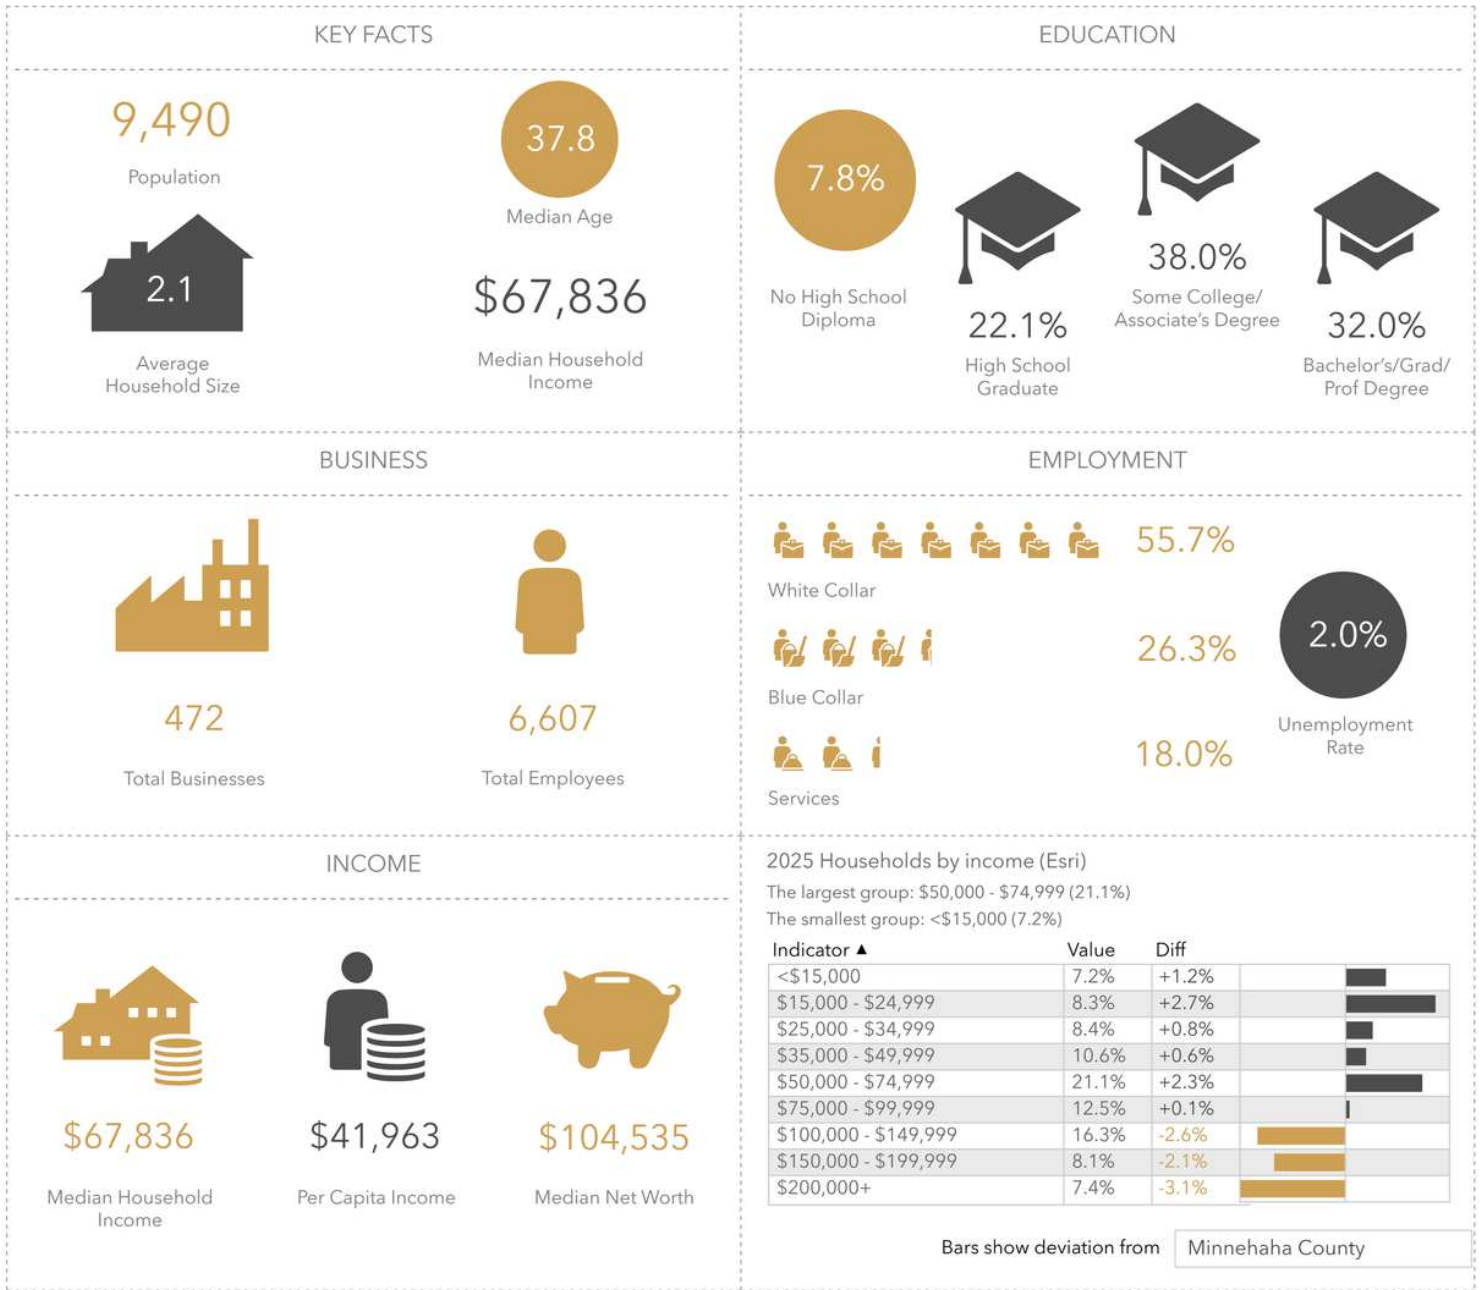 KEY FACTS
9,490
Population
37.8
Median Age
2.1
Average
Household Size
$67,836
Median Household
Income
EDUCATION
7.8%
No High School
Diploma
22.1%
High School
Graduate
38.0%
Some College/
Associate's Degree
32.0%
Bachelor's/Grad/
Prof Degree
BUSINESS
472
Total Businesses
6,607
Total Employees
EMPLOYMENT
55.7%
White Collar
26.3%
Blue Collar
18.0%
Services
2.0%
Unemployment
Rate
INCOME
$67,836
Median Household
Income
$41,963
Per Capita Income
$104,535
Median Net Worth
2025 Households by income (Esri)
The largest group: $50,000 - $74,999 (21.1%)
The smallest group: <$15,000 (7.2%)
Indicator ▲ Value Diff
<$15,000 7.2% +1.2%
$15,000 - $24,999 8.3% +2.7%
$25,000 - $34,999 8.4% +0.8%
$35,000 - $49,999 10.6% +0.6%
$50,000 - $74,999 21.1% +2.3%
$75,000 - $99,999 12.5% +0.1%
$100,000 - $149,999 16.3% -2.6%
$150,000 - $199,999 8.1% -2.1%
$200,000+ 7.4% -3.1%
Bars show deviation from Minnehaha County